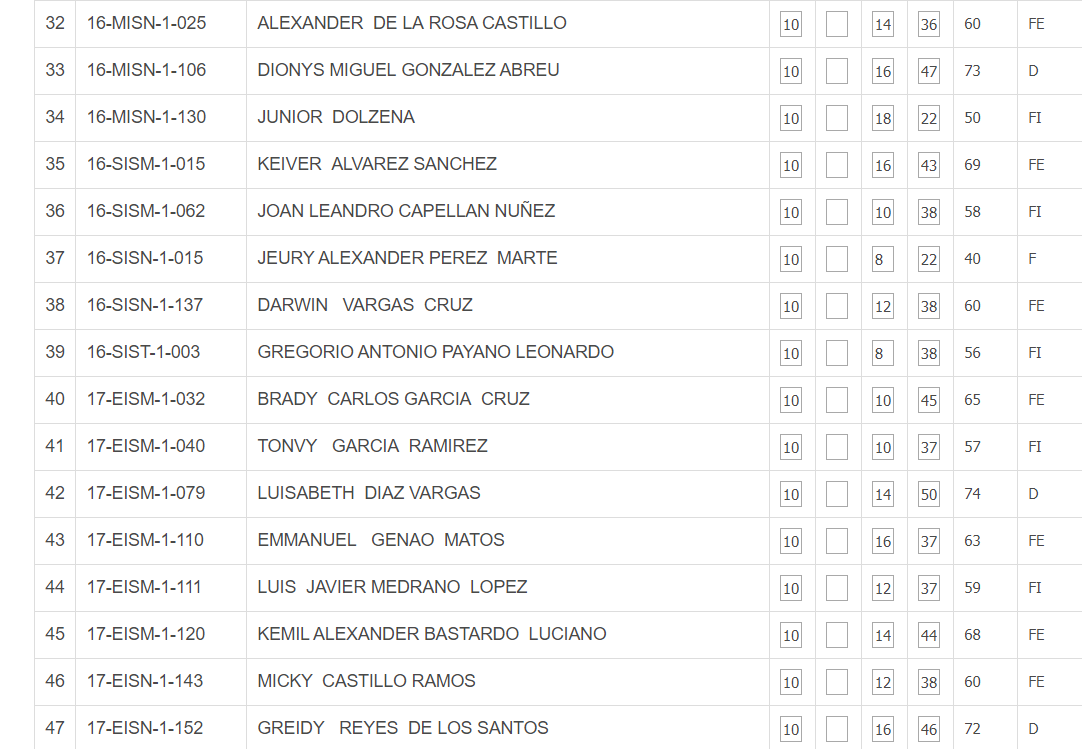 32 16-MISN-1-025 ALEXANDER DE LA ROSA CASTILLO 10 14 36 60 FE
33 16-MISN-1-106 DIONYS MIGUEL GONZALEZ ABREU 10 16 47 73 D
34 16-MISN-1-130 JUNIOR DOLZENA 10 18 22 50 FI
35 16-SISM-1-015 KEIVER ALVAREZ SANCHEZ 10 16 43 69 FE
36 16-SISM-1-062 JOAN LEANDRO CAPELLAN NUÑEZ 10 10 38 58 FI
37 16-SISN-1-015 JEURY ALEXANDER PEREZ MARTE 10 8 22 40 F
38 16-SISN-1-137 DARWIN VARGAS CRUZ 10 12 38 60 FE
39 16-SIST-1-003 GREGORIO ANTONIO PAYANO LEONARDO 10 8 38 56 FI
40 17-EISM-1-032 BRADY CARLOS GARCIA CRUZ 10 10 45 65 FE
41 17-EISM-1-040 TONVY GARCIA RAMIREZ 10 10 37 57 FI
42 17-EISM-1-079 LUISABETH DIAZ VARGAS 10 14 50 74 D
43 17-EISM-1-110 EMMANUEL GENAO MATOS 10 16 37 63 FE
44 17-EISM-1-111 LUIS JAVIER MEDRANO LOPEZ 10 12 37 59 FI
45 17-EISM-1-120 KEMIL ALEXANDER BASTARDO LUCIANO 10 14 44 68 FE
46 17-EISN-1-143 MICKY CASTILLO RAMOS 10 12 38 60 FE
47 17-EISN-1-152 GREIDY REYES DE LOS SANTOS 10 16 46 72 D